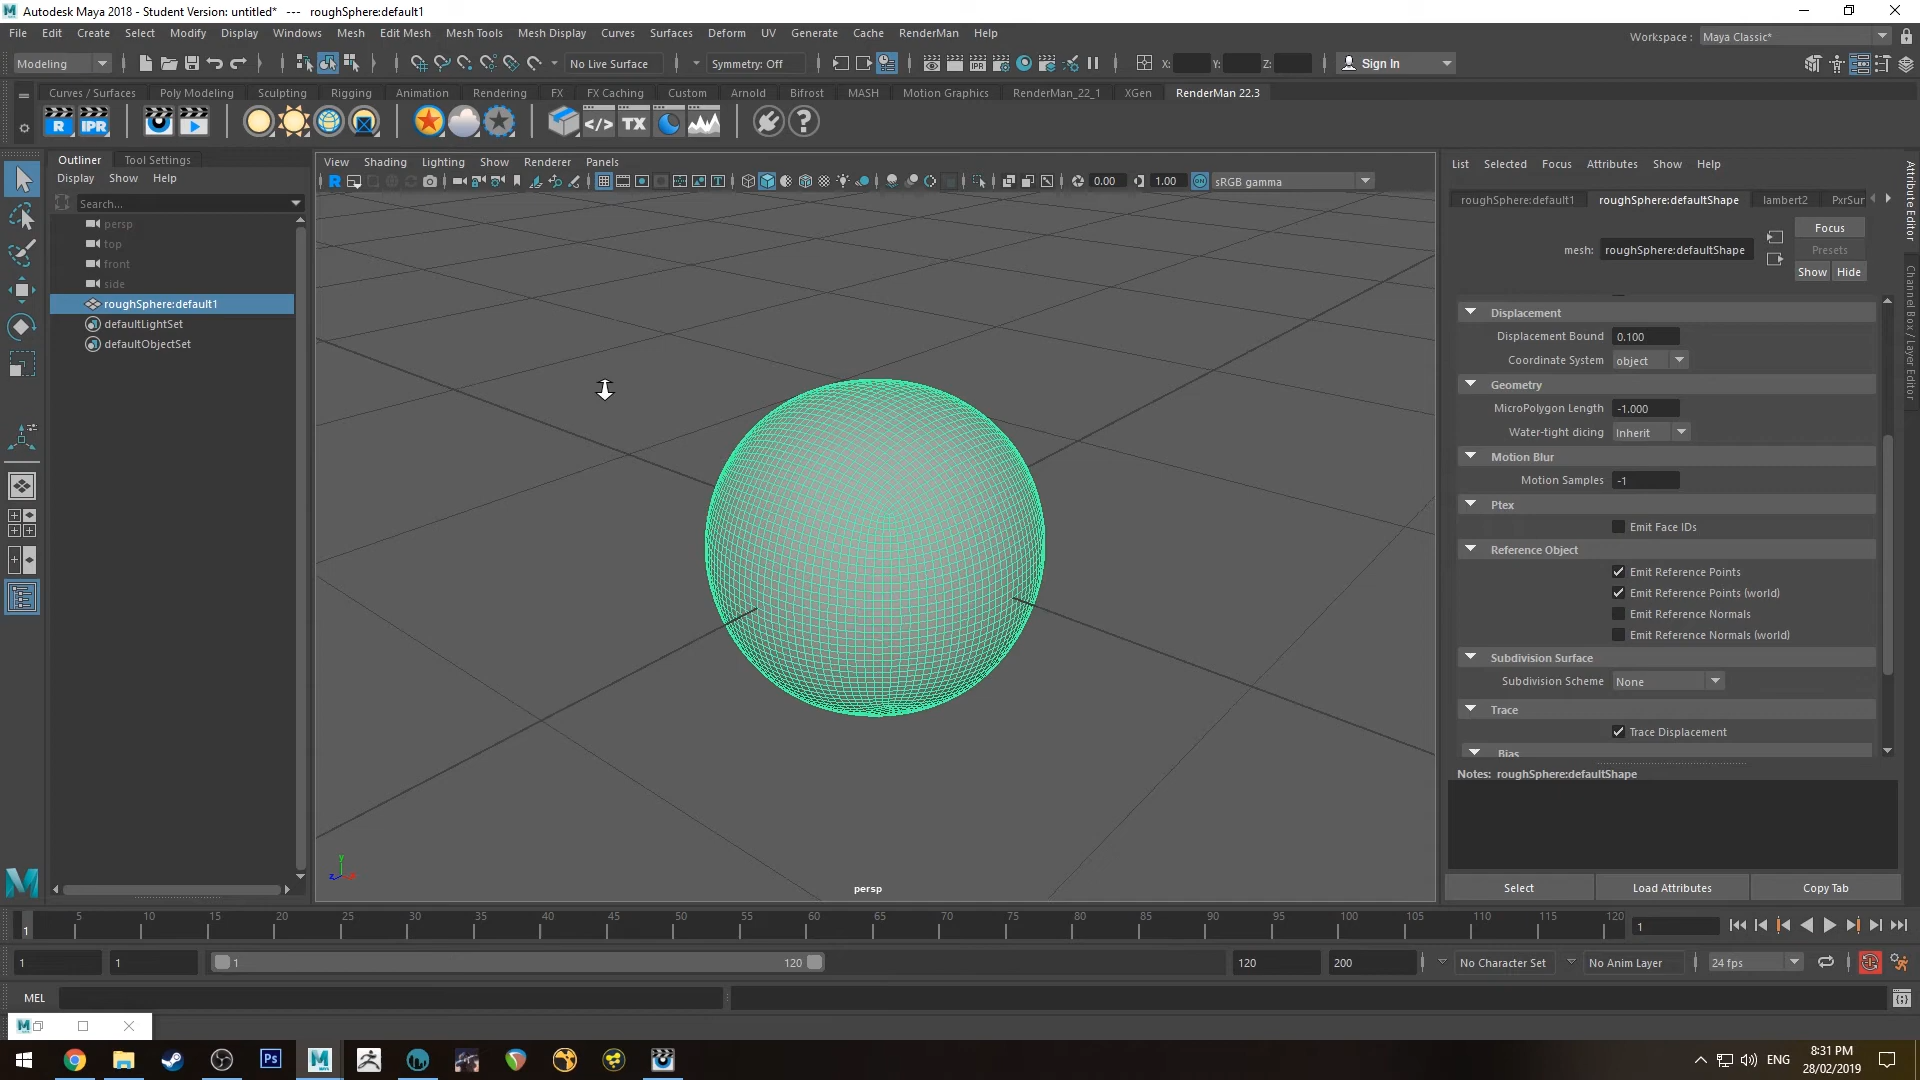 Autodesk Maya 2018 - Student Version: untitled*   ---   roughSphere:default1
File Edit Create Select Modify Display Windows Mesh Edit Mesh Mesh Tools Mesh Display Curves Surfaces Deform UV Generate Cache RenderMan Help
Workspace : Maya Classic*
Modeling No Live Surface Symmetry: Off X: Y: Z: Sign In
Curves / Surfaces Poly Modeling Sculpting Rigging Animation Rendering FX FX Caching Custom Arnold Bifrost MASH Motion Graphics RenderMan_22_1 XGen RenderMan 22.3
R IPR </> TX ?
Outliner Tool Settings
Display Show Help
Search...
persp
top
front
side
roughSphere:default1
defaultLightSet
defaultObjectSet
View Shading Lighting Show Renderer Panels
R 0.00 1.00 ON sRGB gamma
y
z
persp
List Selected Focus Attributes Show Help
roughSphere:default1 roughSphere:defaultShape lambert2 PxrSur
mesh: roughSphere:defaultShape
Focus
Presets
Show Hide
Displacement
Displacement Bound 0.100
Coordinate System object
Geometry
MicroPolygon Length -1.000
Water-tight dicing Inherit
Motion Blur
Motion Samples -1
Ptex
Emit Face IDs
Reference Object
Emit Reference Points
Emit Reference Points (world)
Emit Reference Normals
Emit Reference Normals (world)
Subdivision Surface
Subdivision Scheme None
Trace
Trace Displacement
Bias
Notes: roughSphere:defaultShape
Select Load Attributes Copy Tab
Attribute Editor
Channel Box / Layer Editor
1 5 10 15 20 25 30 35 40 45 50 55 60 65 70 75 80 85 90 95 100 105 110 115 120 1
1 1 1 120 120 200 No Character Set No Anim Layer 24 fps
MEL
Ps
ENG
8:31 PM
28/02/2019